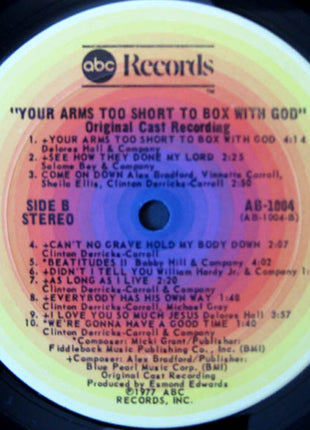 abc Records
TM
"YOUR ARMS TOO SHORT TO BOX WITH GOD"
Original Cast Recording
1. +YOUR ARMS TOO SHORT TO BOX WITH GOD 4:14
Delores Hall & Company
2. +SEE HOW THEY DONE MY LORD 2:25
Salome Bey & Company
3. COME ON DOWN Alex Bradford, Vinnette Carroll,
Sheila Ellis, Clinton Derricks-Carroll 2:50
SIDE B
STEREO
AB-1004
(AB-1004-B)
4. +CAN'T NO GRAVE HOLD MY BODY DOWN 2:07
Clinton Derricks-Carroll
5. *BEATITUDES II Bobby Hill & Company 4:02
6. +DIDN'T I TELL YOU William Hardy Jr. & Company
7. +AS LONG AS I LIVE 2:20
Clinton Derricks-Carroll
8. +EVERYBODY HAS HIS OWN WAY 1:48
Clinton Derricks-Carroll, Michael Gray
9. +I LOVE YOU SO MUCH JESUS Delores Hall 3:
10. *WE'RE GONNA HAVE A GOOD TIME 1:40
Clinton Derricks-Carroll & Company
*Composer: Micki Grant/Publisher:
Fiddleback Music Publishing Co., Inc. (BMI)
+Composer: Alex Bradford/Publisher:
Blue Pearl Music Corp. (BMI)
Original Cast Recording
Produced by Esmond Edwards
©1977 ABC
RECORDS, INC.